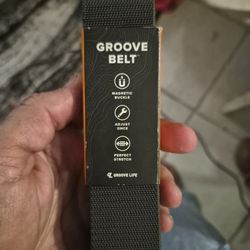 GROOVE
BELT
MAGNETIC
BUCKLE
ADJUST
ONCE
PERFECT
STRETCH
GROOVE LIFE